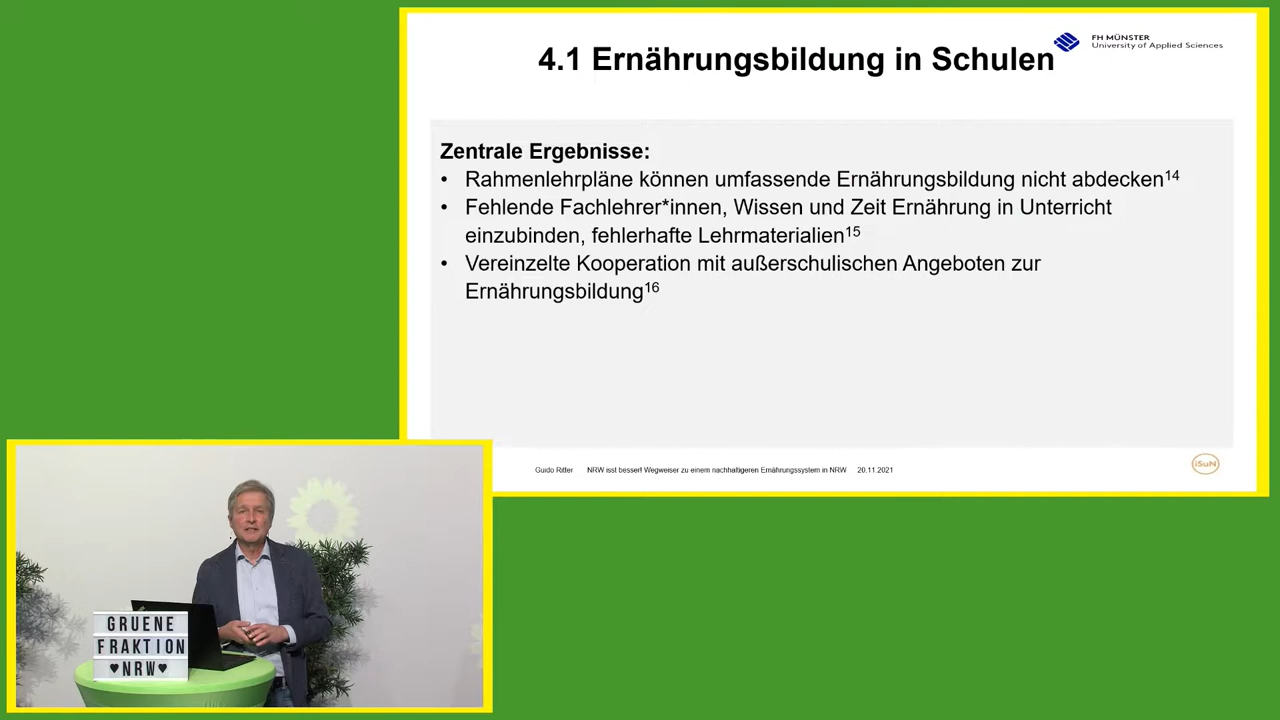 4.1 Ernährungsbildung in Schulen
FH MÜNSTER
University of Applied Sciences
Zentrale Ergebnisse:
• Rahmenlehrpläne können umfassende Ernährungsbildung nicht abdecken¹⁴
• Fehlende Fachlehrer*innen, Wissen und Zeit Ernährung in Unterricht
einzubinden, fehlerhafte Lehrmaterialien¹⁵
• Vereinzelte Kooperation mit außerschulischen Angeboten zur
Ernährungsbildung¹⁶
Guido Ritter NRW isst besser! Wegweiser zu einem nachhaltigeren Ernährungssystem in NRW 20.11.2021
iSuN
GRUENE
FRAKTION
♥NRW♥